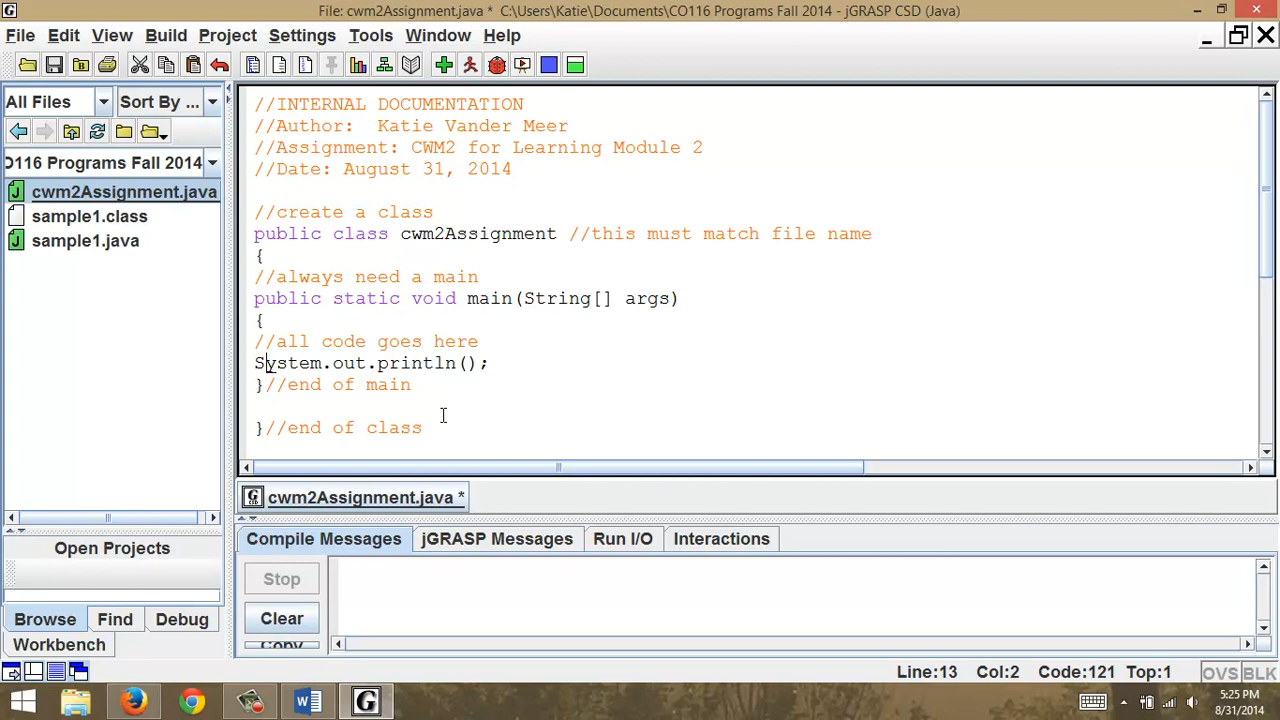 File: cwm2Assignment.java *  C:\Users\Katie\Documents\CO116 Programs Fall 2014 - jGRASP CSD (Java)
File Edit View Build Project Settings Tools Window Help
All Files Sort By ...
O116 Programs Fall 2014
cwm2Assignment.java
sample1.class
sample1.java
Open Projects
Browse Find Debug
Workbench
//INTERNAL DOCUMENTATION
//Author:  Katie Vander Meer
//Assignment: CWM2 for Learning Module 2
//Date: August 31, 2014
//create a class
public class cwm2Assignment //this must match file name
{
//always need a main
public static void main(String[] args)
{
//all code goes here
System.out.println();
}//end of main
}//end of class
cwm2Assignment.java *
Compile Messages jGRASP Messages Run I/O Interactions
Stop
Clear
Copy
Line:13 Col:2 Code:121 Top:1 OVS BLK
5:25 PM
8/31/2014